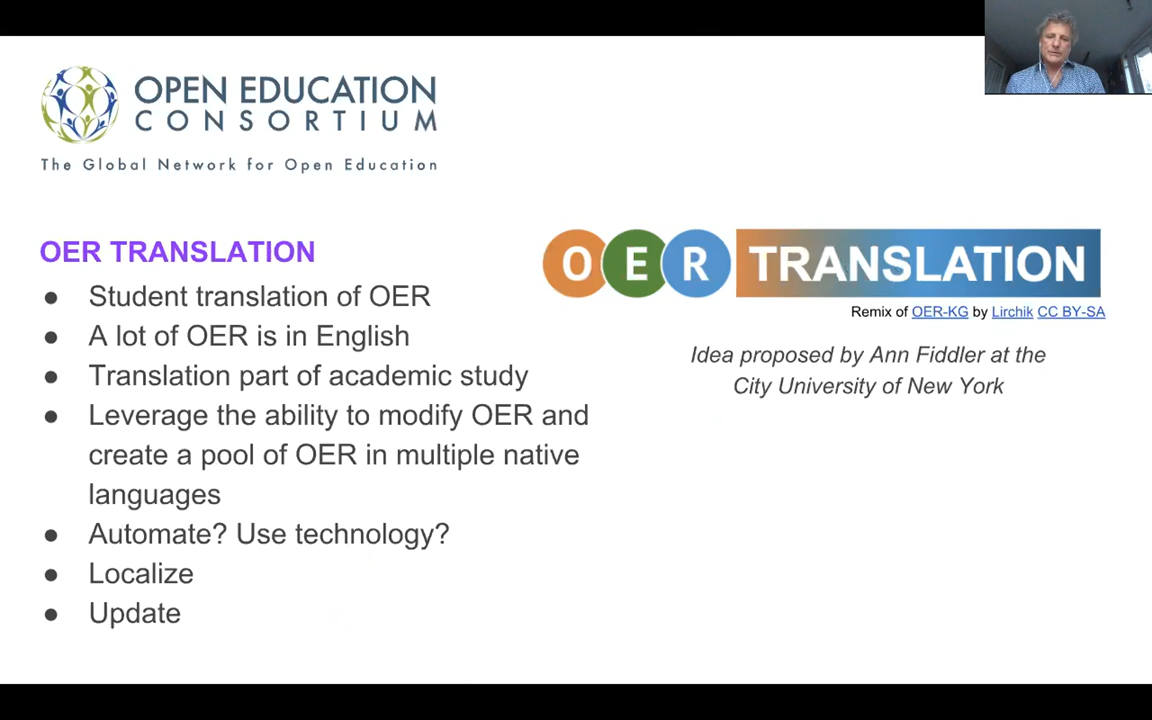 OPEN EDUCATION
CONSORTIUM
The Global Network for Open Education
OER TRANSLATION
● Student translation of OER
● A lot of OER is in English
● Translation part of academic study
● Leverage the ability to modify OER and
create a pool of OER in multiple native
languages
● Automate? Use technology?
● Localize
● Update
OER TRANSLATION
Remix of OER-KG by Lirchik CC BY-SA
Idea proposed by Ann Fiddler at the
City University of New York